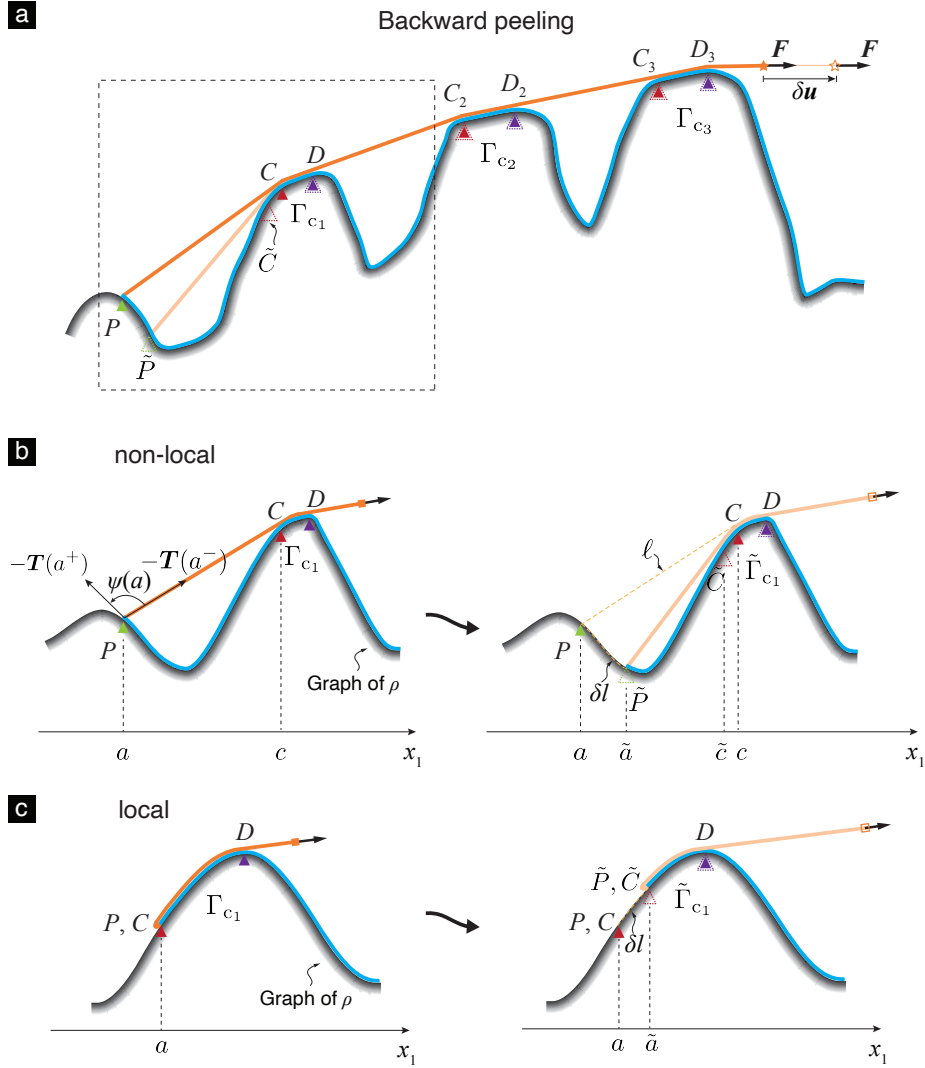 a
Backward peeling
D₃
C₃
F F
δu
C₂
D₂
Γc₃
Γc₂
C D
Γc₁
C̃
P
P̃
b
non-local
C D
−T(a⁺) ψ(a) −T(a⁻)
Γc₁
P
Graph of ρ
a c x₁
C D
ℓ
C̃ Γ̃c₁
P
δl P̃
a ã c̃ c x₁
c
local
D
Γc₁
P, C
Graph of ρ
a x₁
D
P̃, C̃ Γ̃c₁
P, C
δl
a ã x₁